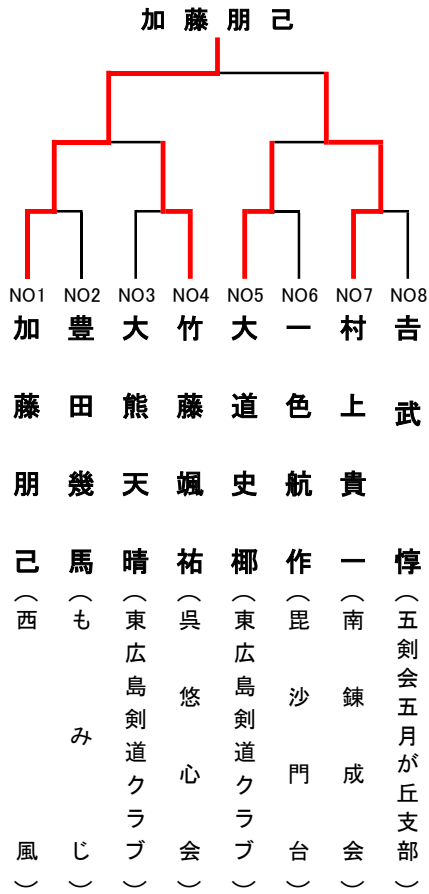 加藤朋己
NO1 NO2 NO3 NO4 NO5 NO6 NO7 NO8
加藤朋己（西風）
豊田幾馬（もみじ）
大熊天晴（東広島剣道クラブ）
竹藤颯祐（呉悠心会）
大道史椰（東広島剣道クラブ）
一色航作（毘沙門台）
村上貴一（南錬成会）
𠮷武惇（五剣会五月が丘支部）